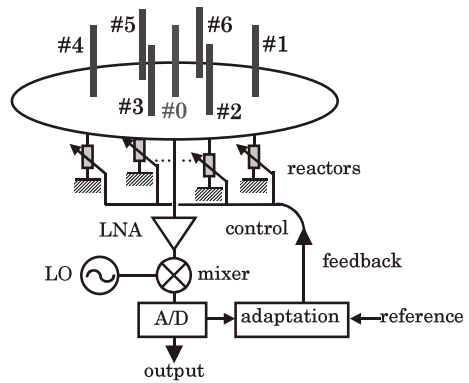 #5
#6
#4
#1
#3
#0
#2
reactors
LNA
control
feedback
LO
mixer
A/D
adaptation
reference
output